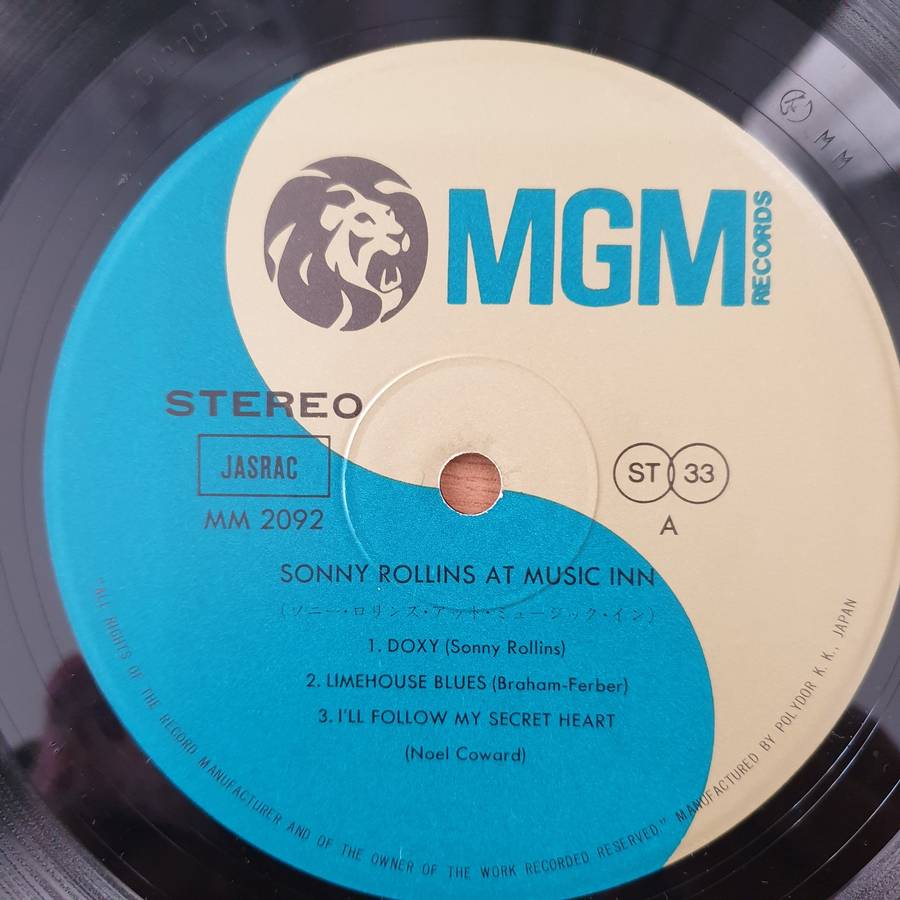 MGM RECORDS
STEREO
JASRAC
MM 2092
ST 33
A
SONNY ROLLINS AT MUSIC INN
(ソニー・ロリンス・アット・ミュージック・イン)
1. DOXY (Sonny Rollins)
2. LIMEHOUSE BLUES (Braham-Ferber)
3. I'LL FOLLOW MY SECRET HEART
(Noel Coward)
"ALL RIGHTS OF THE RECORD MANUFACTURER AND OF THE OWNER OF THE WORK RECORDED RESERVED." MANUFACTURED BY POLYDOR K. K., JAPAN
MM